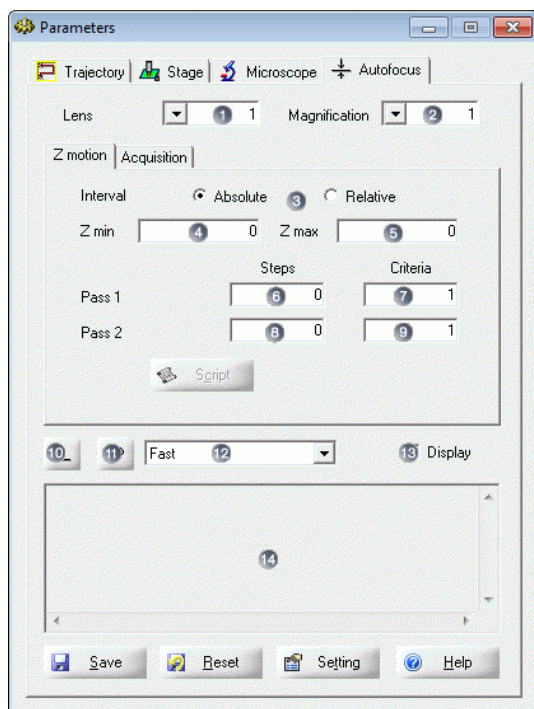 Parameters
Trajectory Stage Microscope Autofocus
Lens 1 1 Magnification 2 1
Z motion Acquisition
Interval Absolute 3 Relative
Z min 4 0 Z max 5 0
Steps Criteria
Pass 1 6 0 7 1
Pass 2 8 0 9 1
Script
10 11 Fast 12 13 Display
14
Save Reset Setting Help